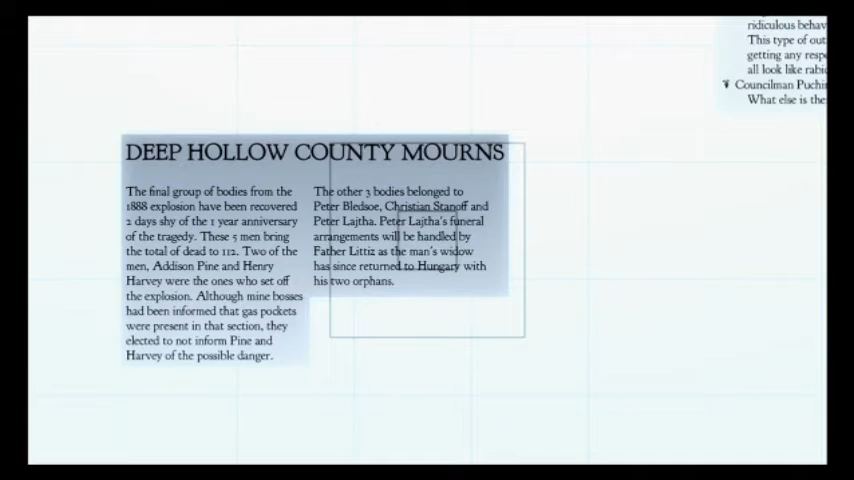 DEEP HOLLOW COUNTY MOURNS
The final group of bodies from the
1888 explosion have been recovered
2 days shy of the 1 year anniversary
of the tragedy. These 5 men bring
the total of dead to 112. Two of the
men, Addison Pine and Henry
Harvey were the ones who set off
the explosion. Although mine bosses
had been informed that gas pockets
were present in that section, they
elected to not inform Pine and
Harvey of the possible danger.
The other 3 bodies belonged to
Peter Bledsoe, Christian Stanoff and
Peter Lajtha. Peter Lajtha's funeral
arrangements will be handled by
Father Littiz as the man's widow
has since returned to Hungary with
his two orphans.
ridiculous behav
This type of out
getting any resp
all look like rabi
Councilman Puchi
What else is the